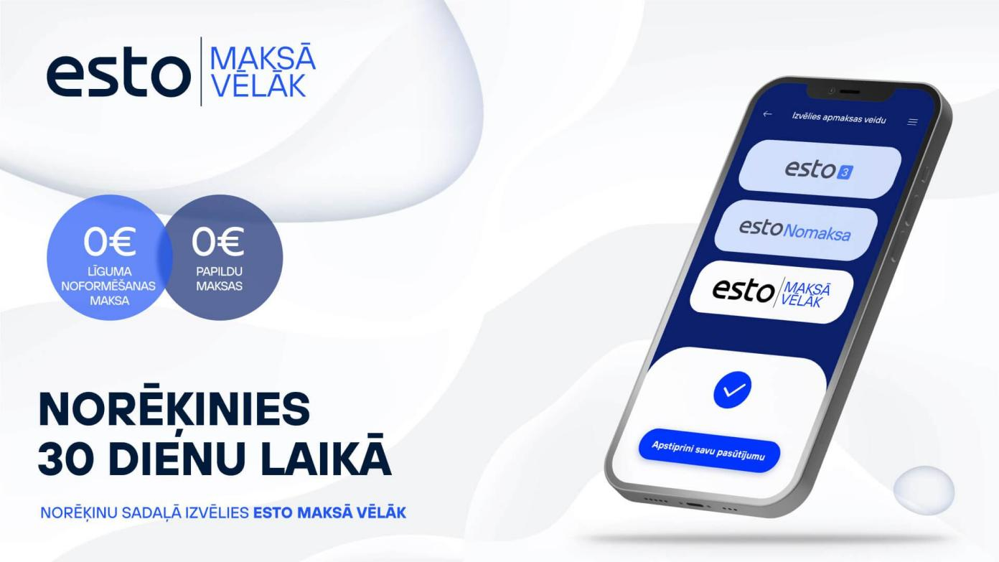 esto MAKSĀ
VĒLĀK
0€
LĪGUMA
NOFORMĒŠANAS
MAKSA
0€
PAPILDU
MAKSAS
NORĒĶINIES
30 DIENU LAIKĀ
NORĒĶINU SADAĻĀ IZVĒLIES ESTO MAKSĀ VĒLĀK
Izvēlies apmaksas veidu
esto 3
esto Nomaksa
esto MAKSĀ
VĒLĀK
Apstiprini savu pasūtījumu